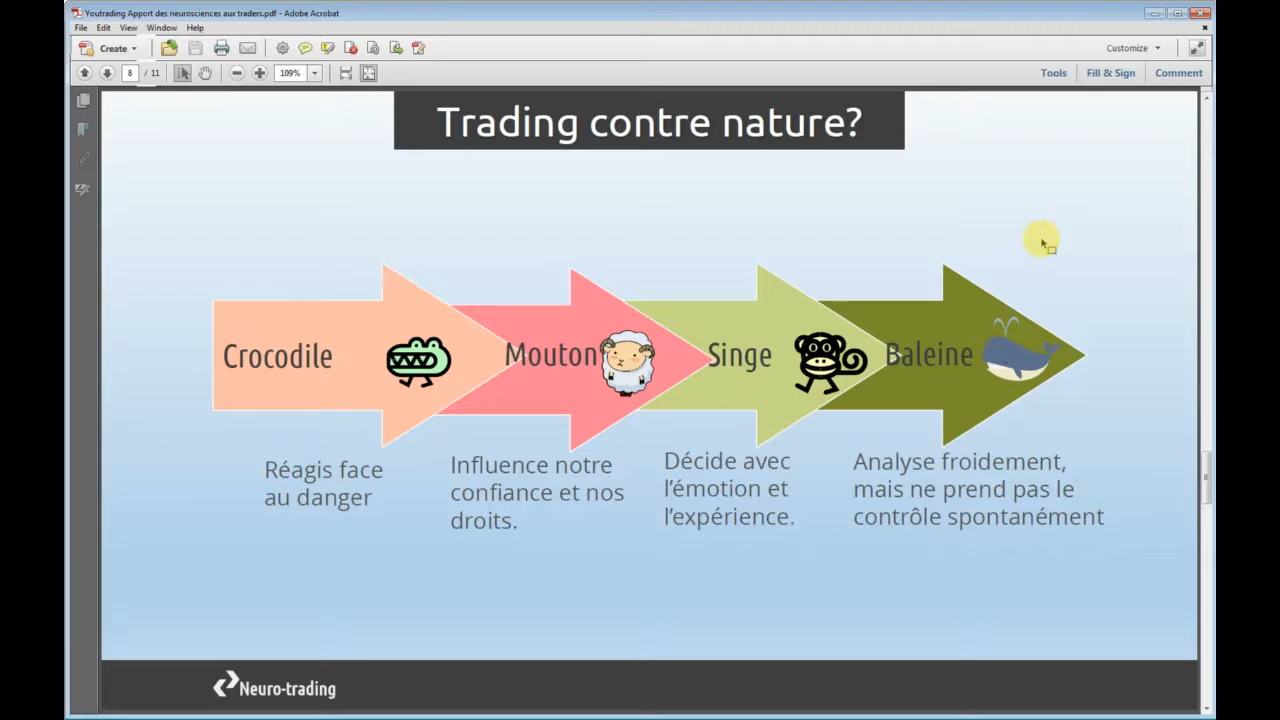 Youtrading Apport des neurosciences aux traders.pdf - Adobe Acrobat
File Edit View Window Help
Create
Customize
8 / 11
109%
Tools Fill & Sign Comment
Trading contre nature?
Crocodile
Mouton
Singe
Baleine
Réagis face
au danger
Influence notre
confiance et nos
droits.
Décide avec
l'émotion et
l'expérience.
Analyse froidement,
mais ne prend pas le
contrôle spontanément
Neuro-trading